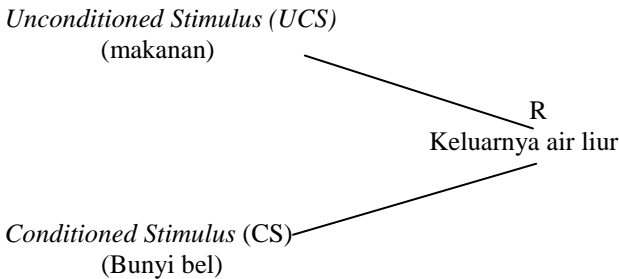 Unconditioned Stimulus (UCS)
(makanan)
R
Keluarnya air liur
Conditioned Stimulus (CS)
(Bunyi bel)